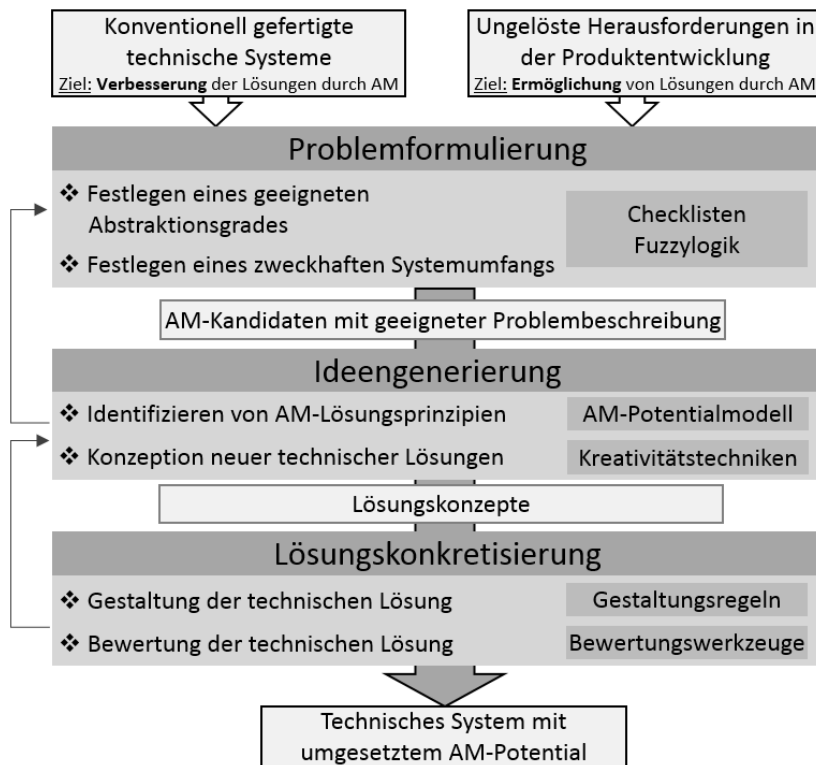 Konventionell gefertigte
technische Systeme
Ziel: Verbesserung der Lösungen durch AM
Ungelöste Herausforderungen in
der Produktentwicklung
Ziel: Ermöglichung von Lösungen durch AM
Problemformulierung
❖ Festlegen eines geeigneten
Abstraktionsgrades
❖ Festlegen eines zweckhaften Systemumfangs
Checklisten
Fuzzylogik
AM-Kandidaten mit geeigneter Problembeschreibung
Ideengenerierung
❖ Identifizieren von AM-Lösungsprinzipien
AM-Potentialmodell
❖ Konzeption neuer technischer Lösungen
Kreativitätstechniken
Lösungskonzepte
Lösungskonkretisierung
❖ Gestaltung der technischen Lösung
Gestaltungsregeln
❖ Bewertung der technischen Lösung
Bewertungswerkzeuge
Technisches System mit
umgesetztem AM-Potential